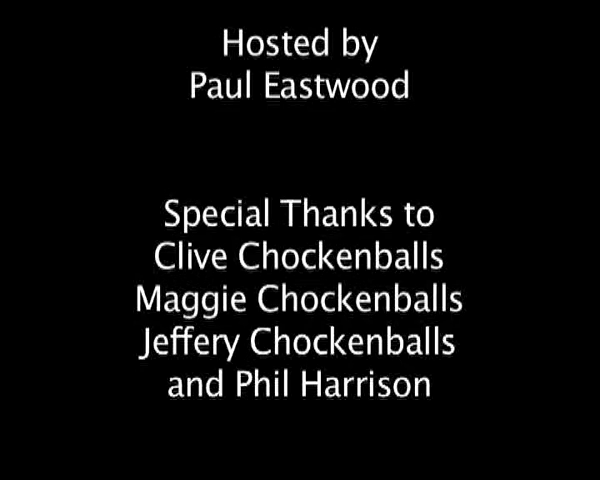 Hosted by
Paul Eastwood
Special Thanks to
Clive Chockenballs
Maggie Chockenballs
Jeffery Chockenballs
and Phil Harrison